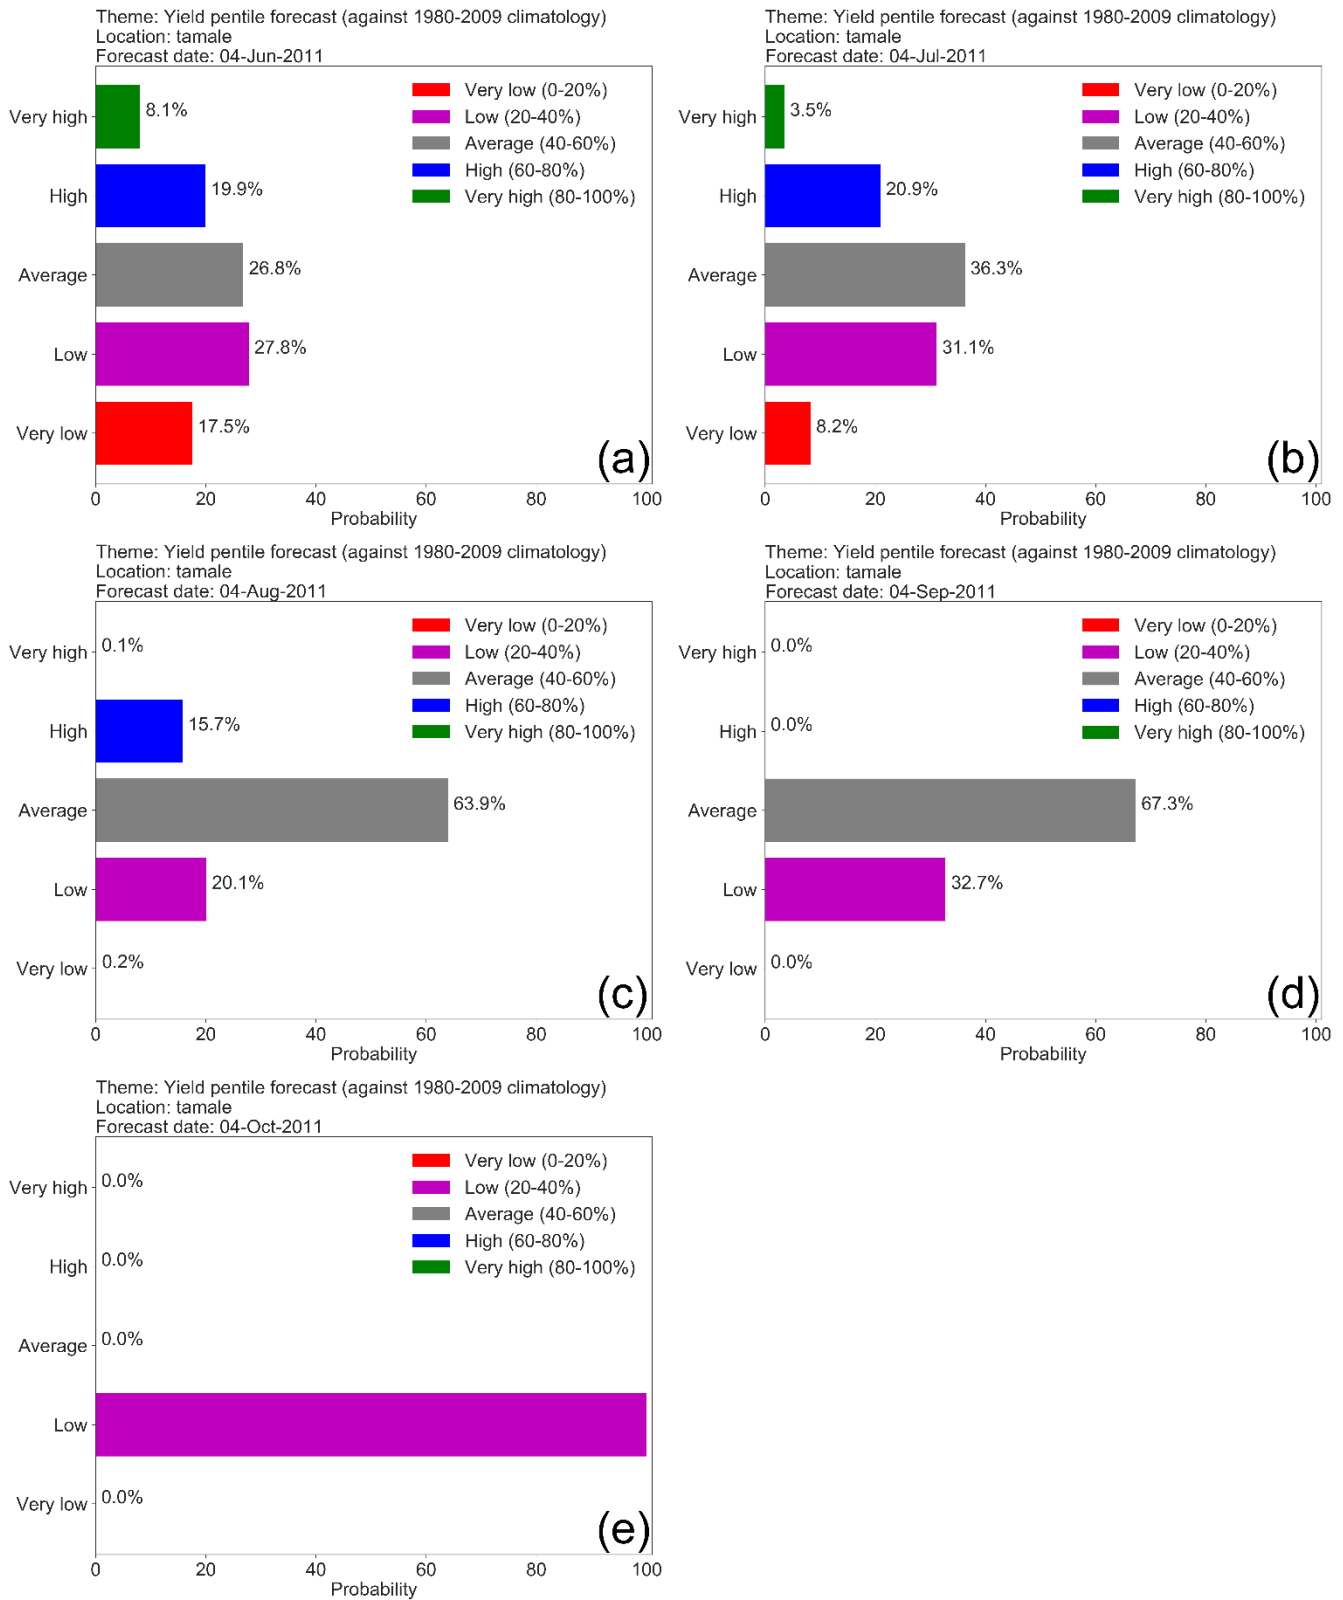 Theme: Yield pentile forecast (against 1980-2009 climatology)
Location: tamale
Forecast date: 04-Jun-2011
Very low (0-20%)
Low (20-40%)
Average (40-60%)
High (60-80%)
Very high (80-100%)
Very high 8.1%
High 19.9%
Average 26.8%
Low 27.8%
Very low 17.5%
(a)
0 20 40 60 80 100
Probability
Theme: Yield pentile forecast (against 1980-2009 climatology)
Location: tamale
Forecast date: 04-Jul-2011
Very low (0-20%)
Low (20-40%)
Average (40-60%)
High (60-80%)
Very high (80-100%)
Very high 3.5%
High 20.9%
Average 36.3%
Low 31.1%
Very low 8.2%
(b)
0 20 40 60 80 100
Probability
Theme: Yield pentile forecast (against 1980-2009 climatology)
Location: tamale
Forecast date: 04-Aug-2011
Very low (0-20%)
Low (20-40%)
Average (40-60%)
High (60-80%)
Very high (80-100%)
Very high 0.1%
High 15.7%
Average 63.9%
Low 20.1%
Very low 0.2%
(c)
0 20 40 60 80 100
Probability
Theme: Yield pentile forecast (against 1980-2009 climatology)
Location: tamale
Forecast date: 04-Sep-2011
Very low (0-20%)
Low (20-40%)
Average (40-60%)
High (60-80%)
Very high (80-100%)
Very high 0.0%
High 0.0%
Average 67.3%
Low 32.7%
Very low 0.0%
(d)
0 20 40 60 80 100
Probability
Theme: Yield pentile forecast (against 1980-2009 climatology)
Location: tamale
Forecast date: 04-Oct-2011
Very low (0-20%)
Low (20-40%)
Average (40-60%)
High (60-80%)
Very high (80-100%)
Very high 0.0%
High 0.0%
Average 0.0%
Low
Very low 0.0%
(e)
0 20 40 60 80 100
Probability